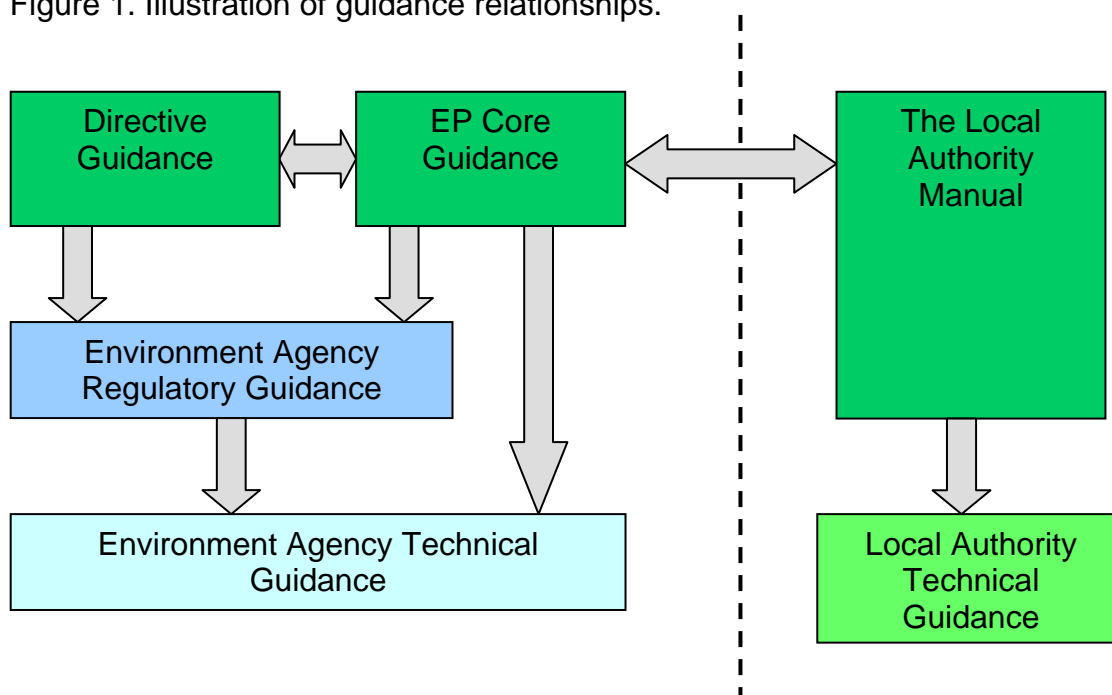 Figure 1. Illustration of guidance relationships.
Directive
Guidance
EP Core
Guidance
The Local
Authority
Manual
Environment Agency
Regulatory Guidance
Environment Agency Technical
Guidance
Local Authority
Technical
Guidance